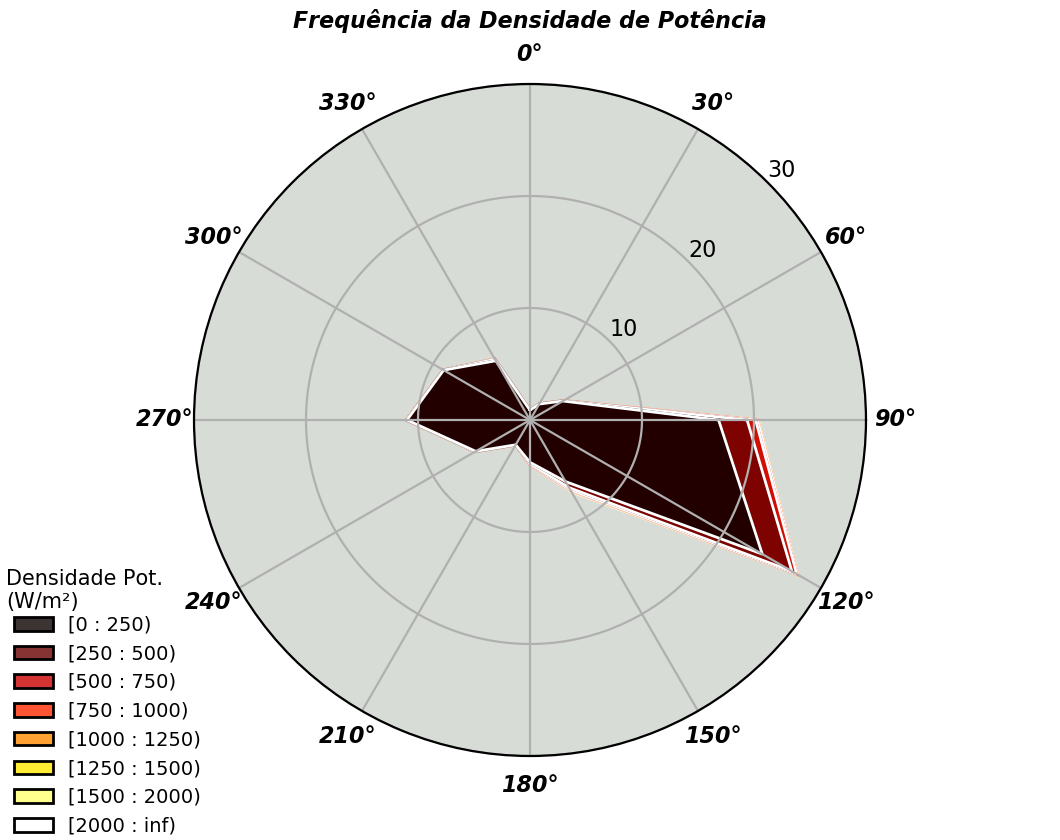 Frequência da Densidade de Potência
0°
330°
30°
30
300°
60°
20
10
270°
90°
240°
120°
210°
150°
180°
Densidade Pot.
(W/m²)
[0 : 250)
[250 : 500)
[500 : 750)
[750 : 1000)
[1000 : 1250)
[1250 : 1500)
[1500 : 2000)
[2000 : inf)